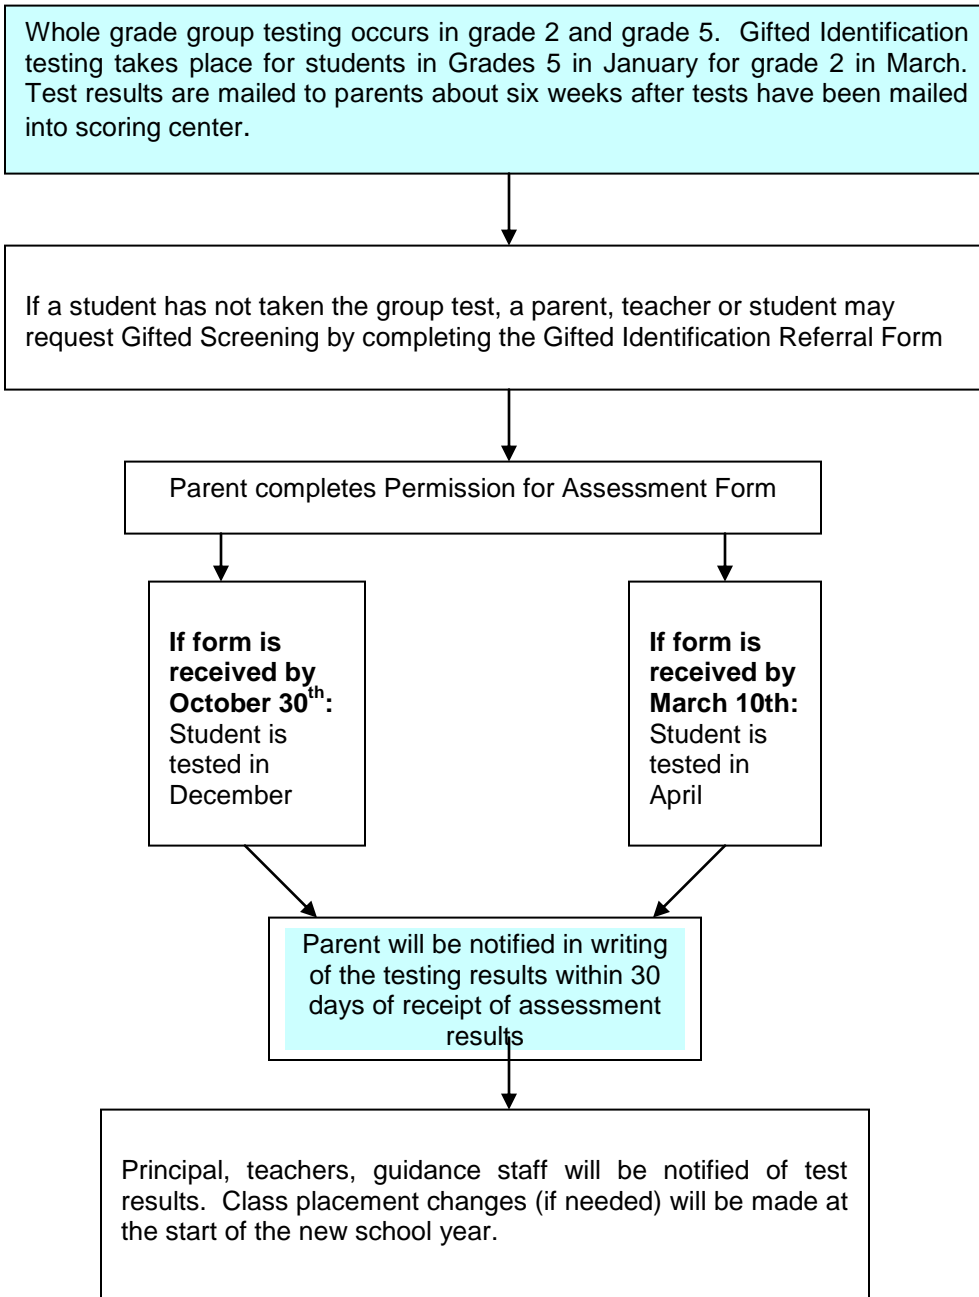 Whole grade group testing occurs in grade 2 and grade 5. Gifted Identification
testing takes place for students in Grades 5 in January for grade 2 in March.
Test results are mailed to parents about six weeks after tests have been mailed
into scoring center.
If a student has not taken the group test, a parent, teacher or student may
request Gifted Screening by completing the Gifted Identification Referral Form
Parent completes Permission for Assessment Form
If form is
received by
October 30th:
Student is
tested in
December
If form is
received by
March 10th:
Student is
tested in
April
Parent will be notified in writing
of the testing results within 30
days of receipt of assessment
results
Principal, teachers, guidance staff will be notified of test
results. Class placement changes (if needed) will be made at
the start of the new school year.